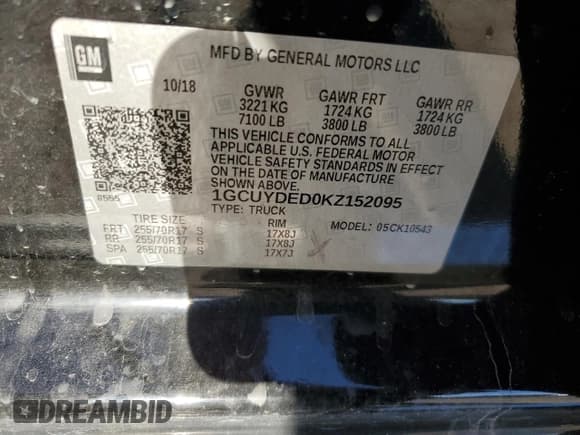 GM
MFD BY GENERAL MOTORS LLC
10/18 GVWR GAWR FRT GAWR RR
3221 KG 1724 KG 1724 KG
7100 LB 3800 LB 3800 LB
THIS VEHICLE CONFORMS TO ALL
APPLICABLE U.S. FEDERAL MOTOR
VEHICLE SAFETY STANDARDS IN EFFECT
ON THE DATE OF MANUFACTURE
SHOWN ABOVE.
8555
1GCUYDED0KZ152095
TYPE: TRUCK MODEL: 05CK10543
TIRE SIZE RIM
FRT 255/70R17 S 17X8J
RR 255/70R17 S 17X8J
SPA 255/70R17 S 17X7J
DREAMBID